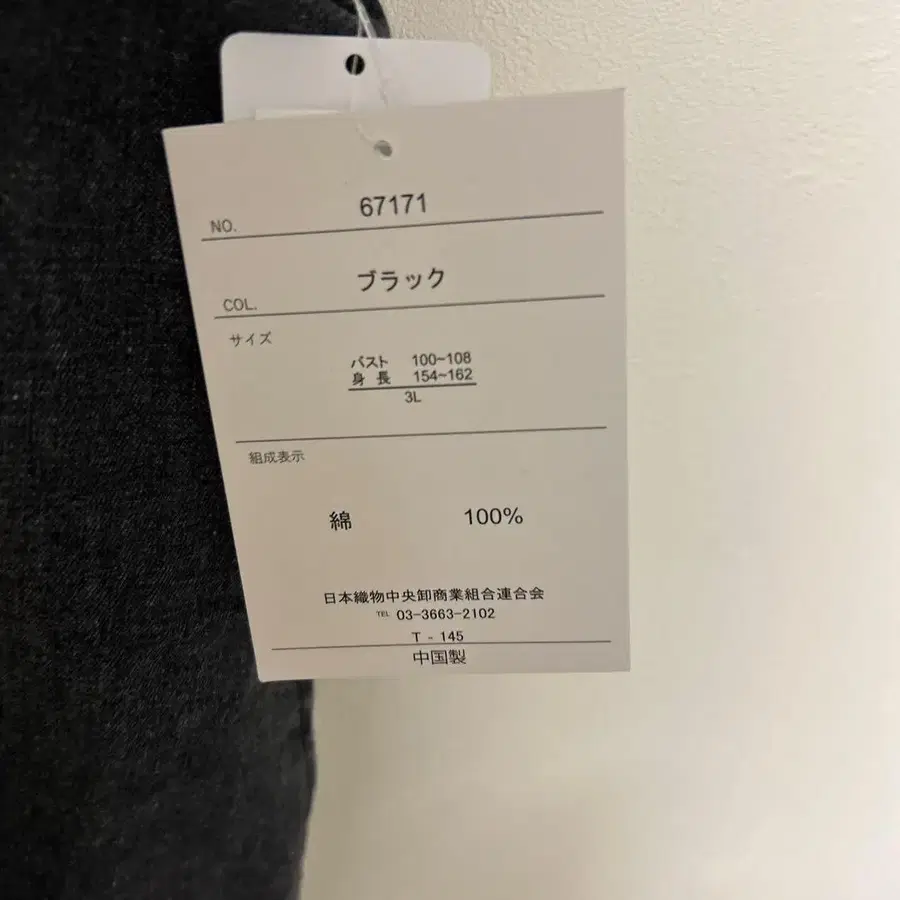 NO. 67171
COL. ブラック
サイズ
バスト 100~108
身長 154~162
3L
組成表示
綿 100%
日本織物中央卸商業組合連合会
TEL 03-3663-2102
T - 145
中国製